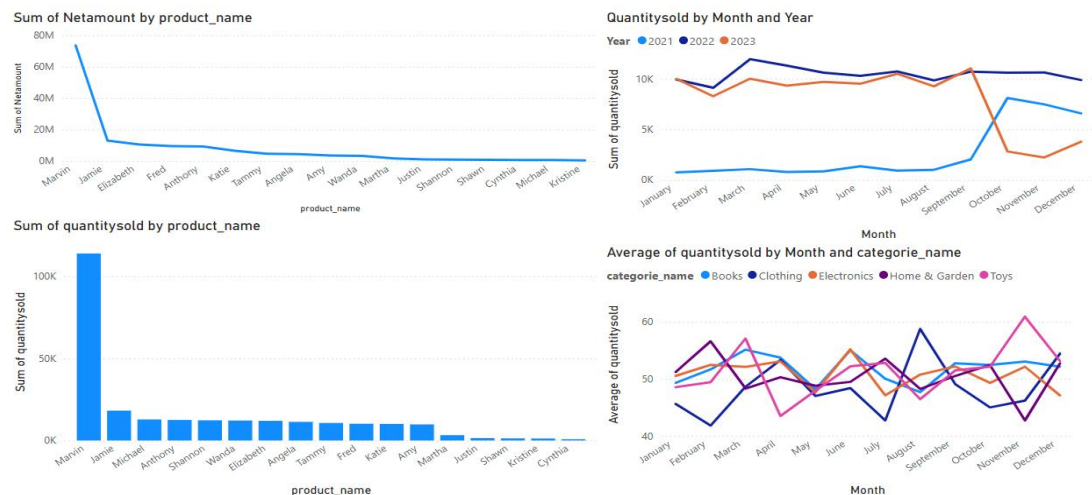 Sum of Netamount by product_name
80M
60M
40M
20M
0M
Sum of Netamount
Marvin
Jamie
Elizabeth
Fred
Anthony
Katie
Tammy
Angela
Amy
Wanda
Martha
Justin
Shannon
Shawn
Cynthia
Michael
Kristine
product_name
Quantitysold by Month and Year
Year 2021 2022 2023
10K
5K
0K
Sum of quantitysold
January
February
March
April
May
June
July
August
September
October
November
December
Month
Sum of quantitysold by product_name
100K
50K
0K
Sum of quantitysold
Marvin
Jamie
Michael
Anthony
Shannon
Wanda
Elizabeth
Angela
Tammy
Fred
Katie
Amy
Martha
Justin
Shawn
Kristine
Cynthia
product_name
Average of quantitysold by Month and categorie_name
categorie_name Books Clothing Electronics Home & Garden Toys
60
50
40
Average of quantitysold
January
February
March
April
May
June
July
August
September
October
November
December
Month